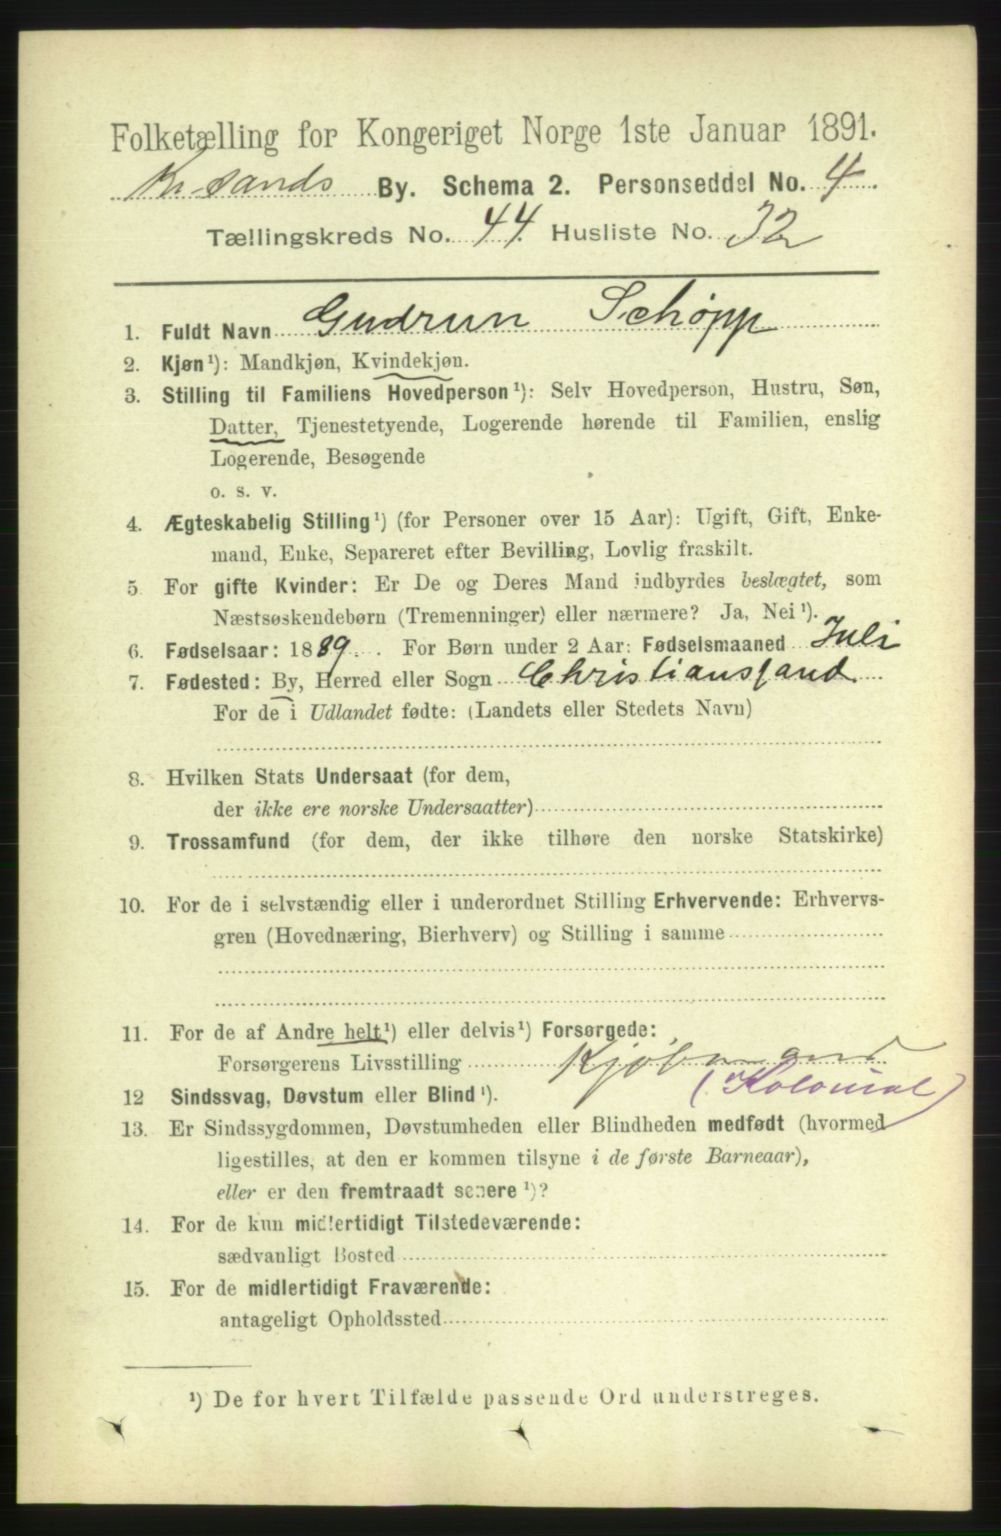 Folketælling for Kongeriget Norge 1ste Januar 1891.
Kr.sands By. Schema 2. Personseddel No. 4.
Tællingskreds No. 44. Husliste No. 32
1. Fuldt Navn Gudrun Schöpp
2. Kjøn¹): Mandkjøn, Kvindekjøn.
3. Stilling til Familiens Hovedperson¹): Selv Hovedperson, Hustru, Søn,
Datter, Tjenestetyende, Logerende hørende til Familien, enslig
Logerende, Besøgende
o. s. v.
4. Ægteskabelig Stilling¹) (for Personer over 15 Aar): Ugift, Gift, Enke-
mand, Enke, Separeret efter Bevilling, Lovlig fraskilt.
5. For gifte Kvinder: Er De og Deres Mand indbyrdes beslægtet, som
Næstsøskendebørn (Tremenninger) eller nærmere? Ja, Nei¹).
6. Fødselsaar: 1889. For Børn under 2 Aar: Fødselsmaaned Juli
7. Fødested: By, Herred eller Sogn Christianssand
For de i Udlandet fødte: (Landets eller Stedets Navn)
8. Hvilken Stats Undersaat (for dem,
der ikke ere norske Undersaatter)
9. Trossamfund (for dem, der ikke tilhøre den norske Statskirke)
10. For de i selvstændig eller i underordnet Stilling Erhvervende: Erhvervs-
gren (Hovednæring, Bierhverv) og Stilling i samme
11. For de af Andre helt¹) eller delvis¹) Forsørgede:
Forsørgerens Livsstilling Kjøbmand
(Kolonial)
12 Sindssvag, Døvstum eller Blind¹).
13. Er Sindssygdommen, Døvstumheden eller Blindheden medfødt (hvormed
ligestilles, at den er kommen tilsyne i de første Barneaar),
eller er den fremtraadt senere¹)?
14. For de kun midlertidigt Tilstedeværende:
sædvanligt Bosted
15. For de midlertidigt Fraværende:
antageligt Opholdssted
¹) De for hvert Tilfælde passende Ord understreges.